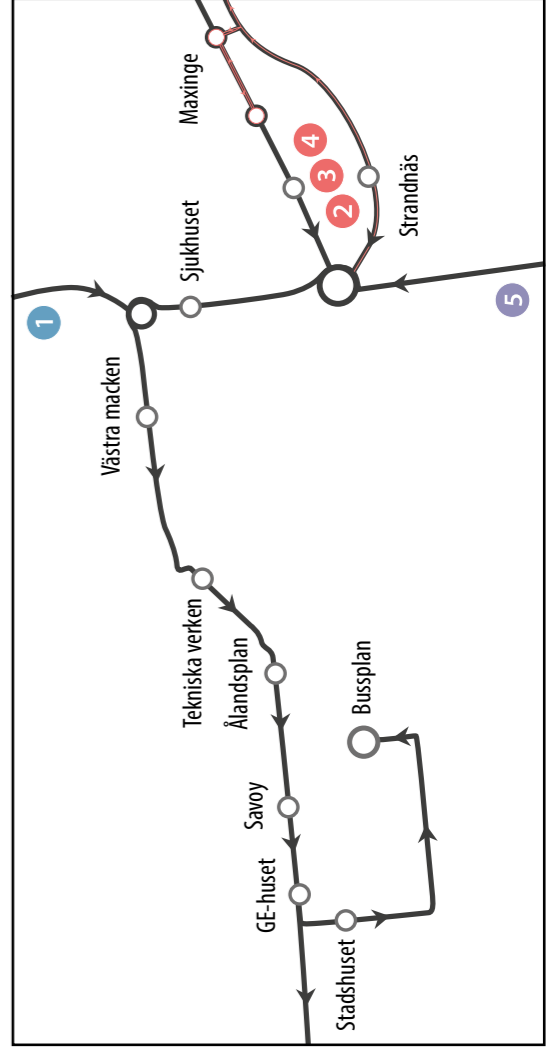 Maxinge
4
3
2
Strandnäs
Sjukhuset
1
5
Västra macken
Tekniska verken
Ålandsplan
Bussplan
Savoy
GE-huset
Stadshuset